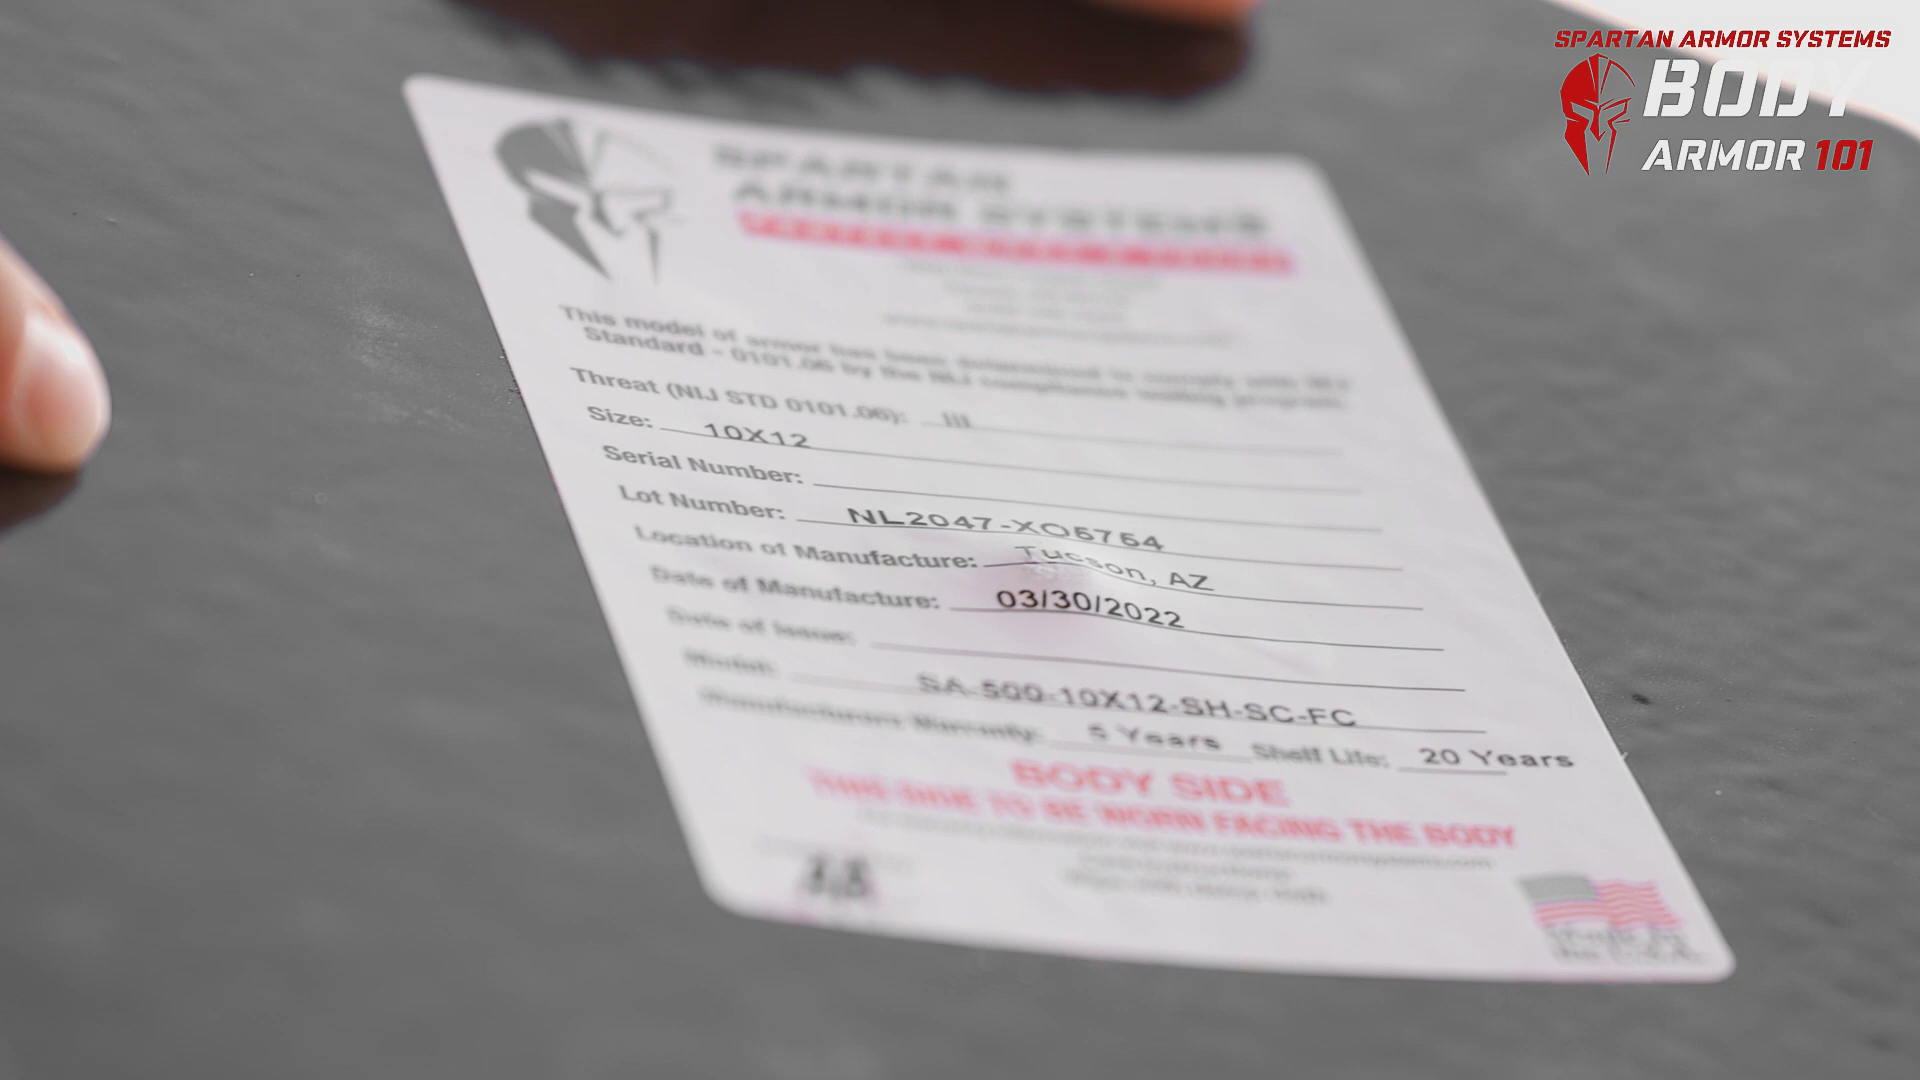 SPARTAN ARMOR SYSTEMS
BODY
ARMOR 101
SPARTAN
ARMOR SYSTEMS
This model of armor has been determined to comply with NIJ
Standard - 0101.06 by the NIJ compliance testing program.
Threat (NIJ STD 0101.06): III
Size: 10X12
Serial Number:
Lot Number: NL2047-XO5754
Location of Manufacture: Tucson, AZ
Date of Manufacture: 03/30/2022
Date of Issue:
Model: SA-500-10X12-SH-SC-FC
Manufacturers Warranty: 5 Years Shelf Life: 20 Years
BODY SIDE
THIS SIDE TO BE WORN FACING THE BODY
Made in
the U.S.A.